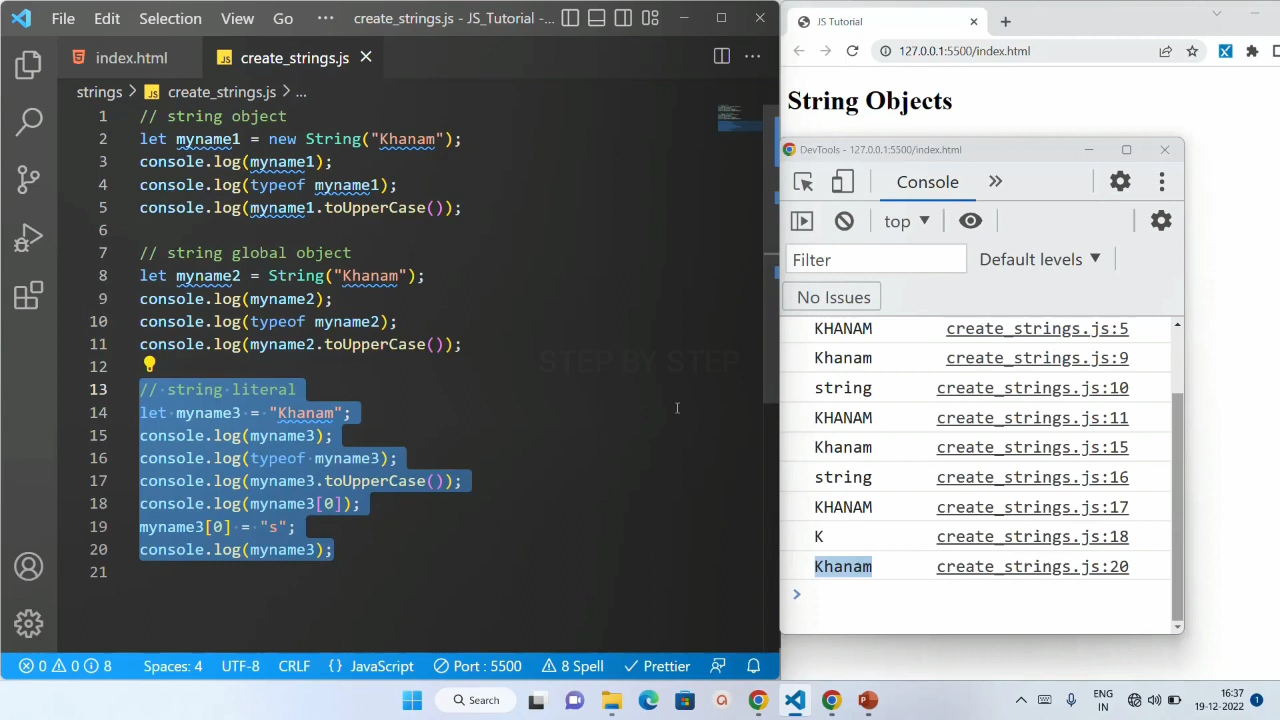 File Edit Selection View Go ··· create_strings.js - JS_Tutorial -...
index.html
create_strings.js
strings > create_strings.js > ...
1 // string object
2 let myname1 = new String("Khanam");
3 console.log(myname1);
4 console.log(typeof myname1);
5 console.log(myname1.toUpperCase());
6
7 // string global object
8 let myname2 = String("Khanam");
9 console.log(myname2);
10 console.log(typeof myname2);
11 console.log(myname2.toUpperCase());
12
13 // string literal
14 let myname3 = "Khanam";
15 console.log(myname3);
16 console.log(typeof myname3);
17 console.log(myname3.toUpperCase());
18 console.log(myname3[0]);
19 myname3[0] = "s";
20 console.log(myname3);
21
STEP BY STEP
0 0 8 Spaces: 4 UTF-8 CRLF {} JavaScript Port : 5500 8 Spell Prettier
JS Tutorial
127.0.0.1:5500/index.html
String Objects
DevTools - 127.0.0.1:5500/index.html
Console
top
Filter Default levels
No Issues
KHANAM create_strings.js:5
Khanam create_strings.js:9
string create_strings.js:10
KHANAM create_strings.js:11
Khanam create_strings.js:15
string create_strings.js:16
KHANAM create_strings.js:17
K create_strings.js:18
Khanam create_strings.js:20
Search
ENG
IN
16:37
19-12-2022
1